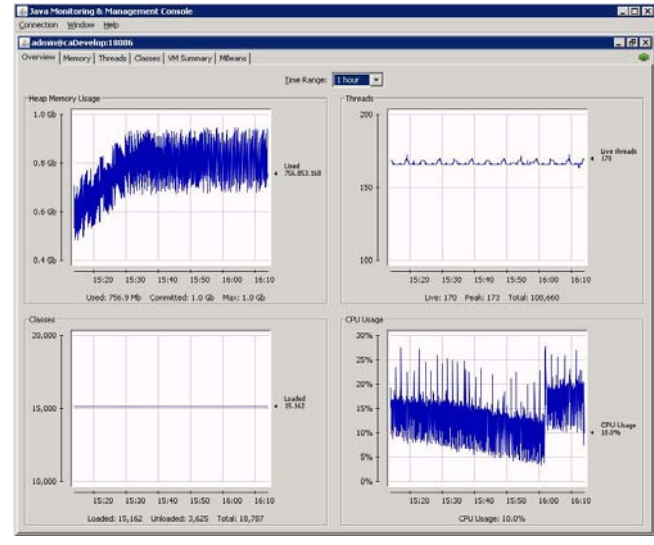 Java Monitoring & Management Console
Connection Window Help
admin@caDevelop:18086
Overview Memory Threads Classes VM Summary MBeans
Time Range: 1 hour
Heap Memory Usage
1.0 Gb
0.8 Gb
0.6 Gb
0.4 Gb
Used
756,853,168
15:20 15:30 15:40 15:50 16:00 16:10
Used: 756.9 Mb Committed: 1.0 Gb Max: 1.0 Gb
Threads
200
150
100
Live threads
170
15:20 15:30 15:40 15:50 16:00 16:10
Live: 170 Peak: 173 Total: 108,660
Classes
20,000
15,000
10,000
Loaded
15,162
15:20 15:30 15:40 15:50 16:00 16:10
Loaded: 15,162 Unloaded: 3,625 Total: 18,787
CPU Usage
30%
25%
20%
15%
10%
5%
0%
CPU Usage
10.0%
15:20 15:30 15:40 15:50 16:00 16:10
CPU Usage: 10.0%